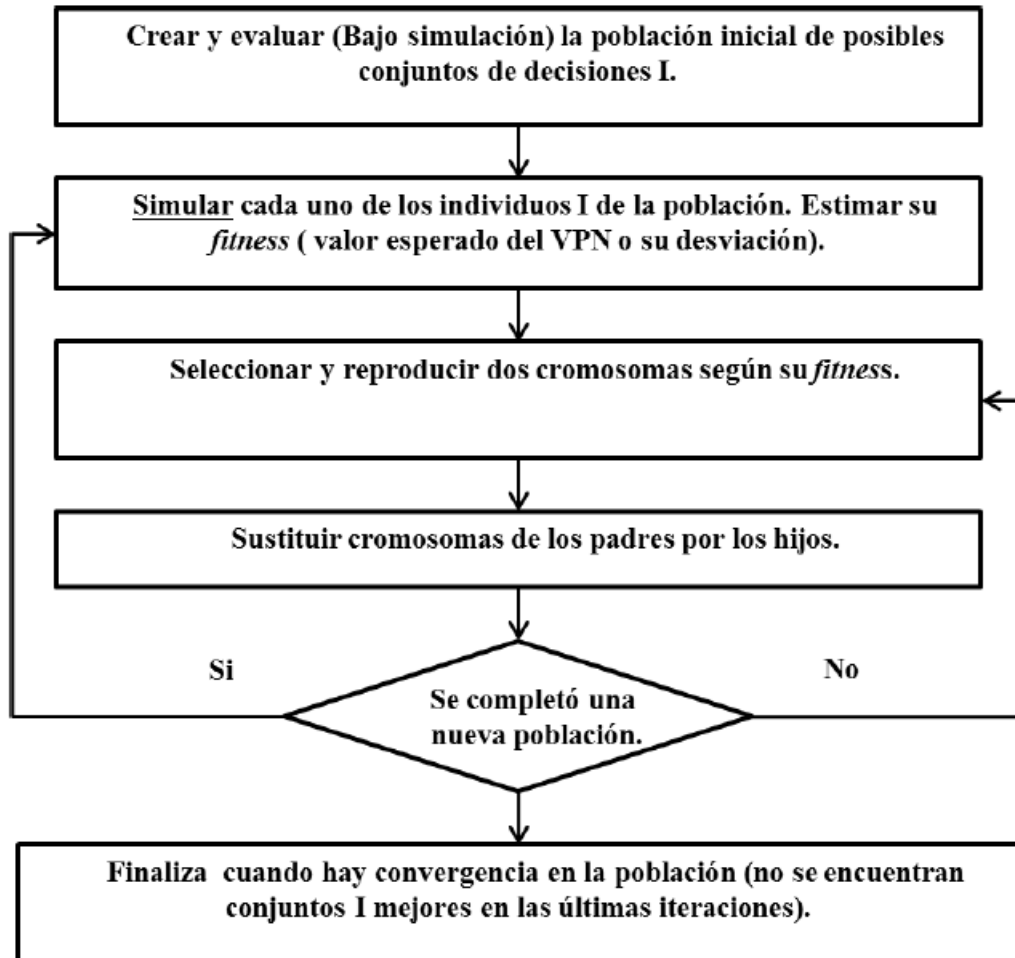 Crear y evaluar (Bajo simulación) la población inicial de posibles
conjuntos de decisiones I.
Simular cada uno de los individuos I de la población. Estimar su
fitness ( valor esperado del VPN o su desviación).
Seleccionar y reproducir dos cromosomas según su fitness.
Sustituir cromosomas de los padres por los hijos.
Si
No
Se completó una
nueva población.
Finaliza cuando hay convergencia en la población (no se encuentran
conjuntos I mejores en las últimas iteraciones).